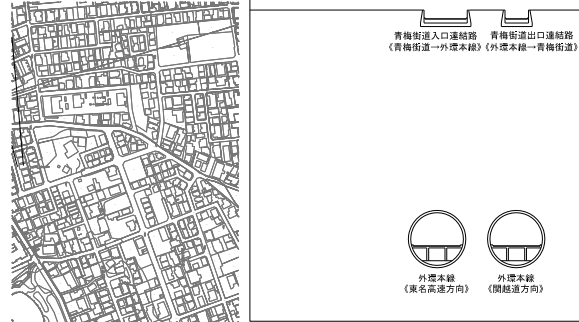 青梅街道入口連結路
《青梅街道→外環本線》
青梅街道出口連結路
《外環本線→青梅街道》
外環本線
《東名高速方向》
外環本線
《関越道方向》